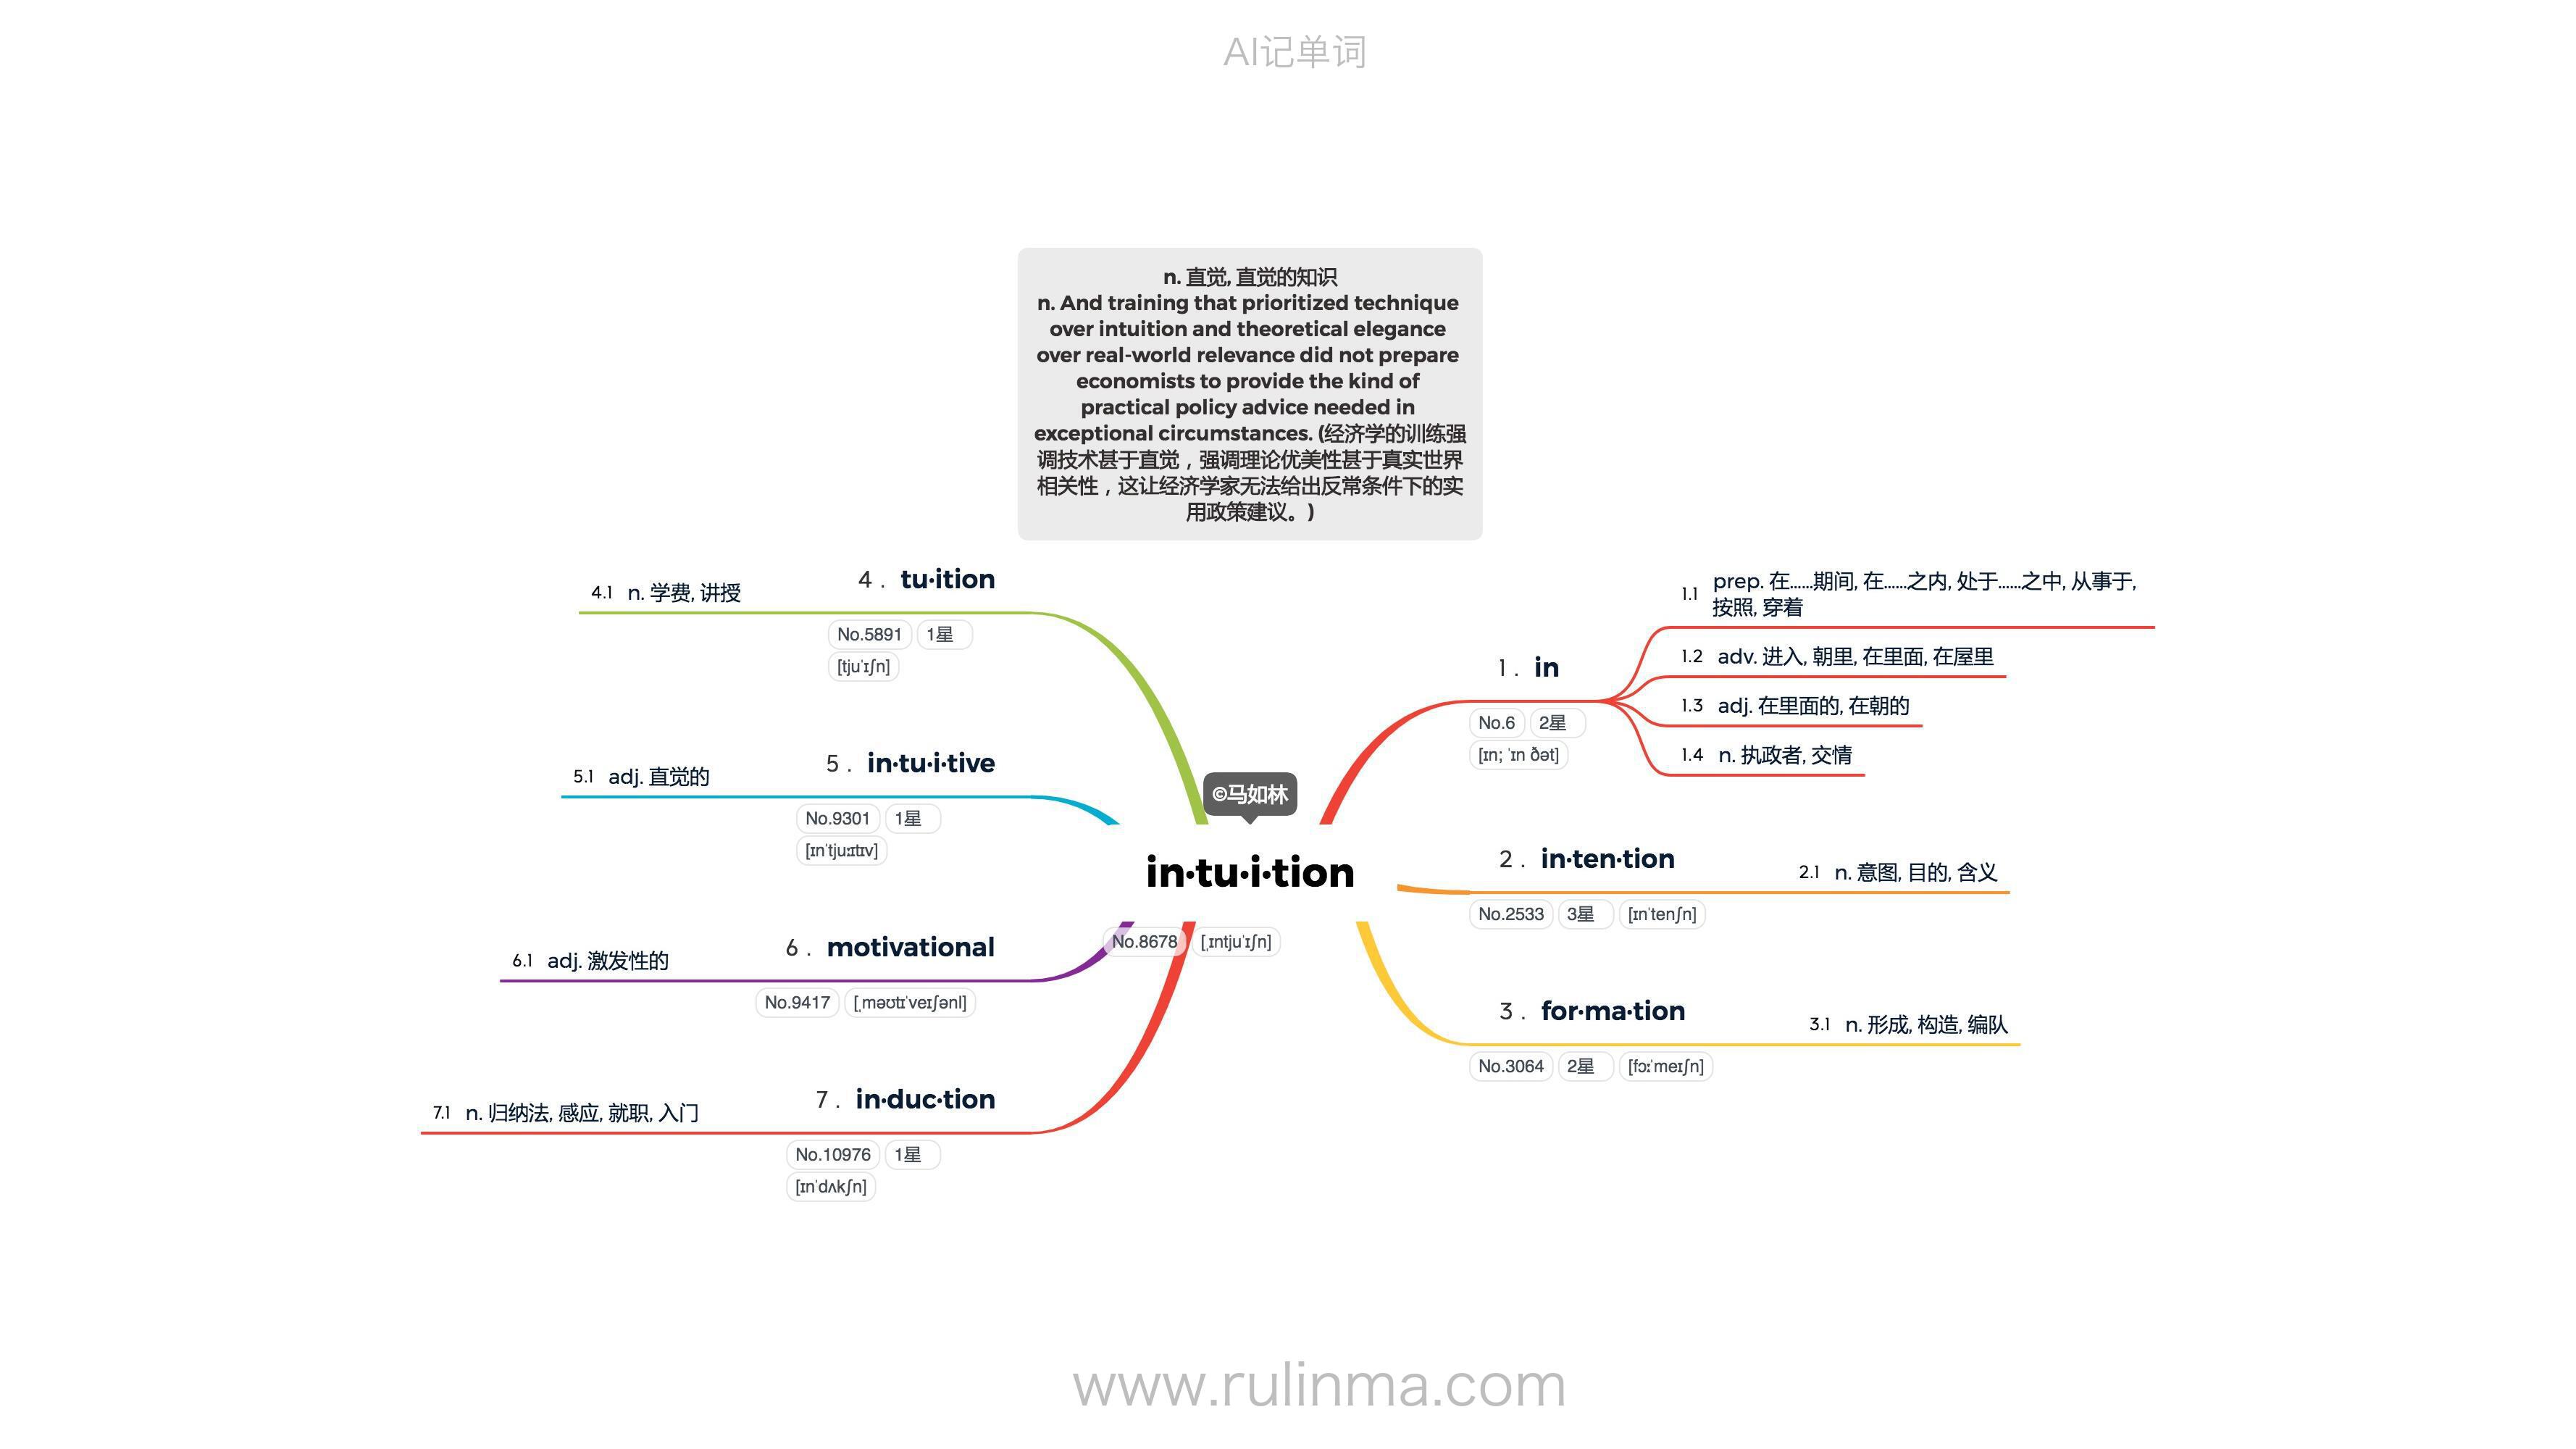 AI记单词
n. 直觉, 直觉的知识
n. And training that prioritized technique
over intuition and theoretical elegance
over real-world relevance did not prepare
economists to provide the kind of
practical policy advice needed in
exceptional circumstances. (经济学的训练强
调技术甚于直觉，强调理论优美性甚于真实世界
相关性，这让经济学家无法给出反常条件下的实
用政策建议。)
©马如林
in·tu·i·tion
No.8678 [ˌɪntjuˈɪʃn]
1. in
No.6 2星
[ɪn; ˈɪn ðət]
1.1 prep. 在......期间, 在......之内, 处于......之中, 从事于,
按照, 穿着
1.2 adv. 进入, 朝里, 在里面, 在屋里
1.3 adj. 在里面的, 在朝的
1.4 n. 执政者, 交情
2. in·ten·tion
2.1 n. 意图, 目的, 含义
No.2533 3星 [ɪnˈtenʃn]
3. for·ma·tion
3.1 n. 形成, 构造, 编队
No.3064 2星 [fɔːˈmeɪʃn]
4. tu·ition
4.1 n. 学费, 讲授
No.5891 1星
[tjuˈɪʃn]
5. in·tu·i·tive
5.1 adj. 直觉的
No.9301 1星
[ɪnˈtjuːɪtɪv]
6. motivational
6.1 adj. 激发性的
No.9417 [ˌməʊtɪˈveɪʃənl]
7. in·duc·tion
7.1 n. 归纳法, 感应, 就职, 入门
No.10976 1星
[ɪnˈdʌkʃn]
www.rulinma.com